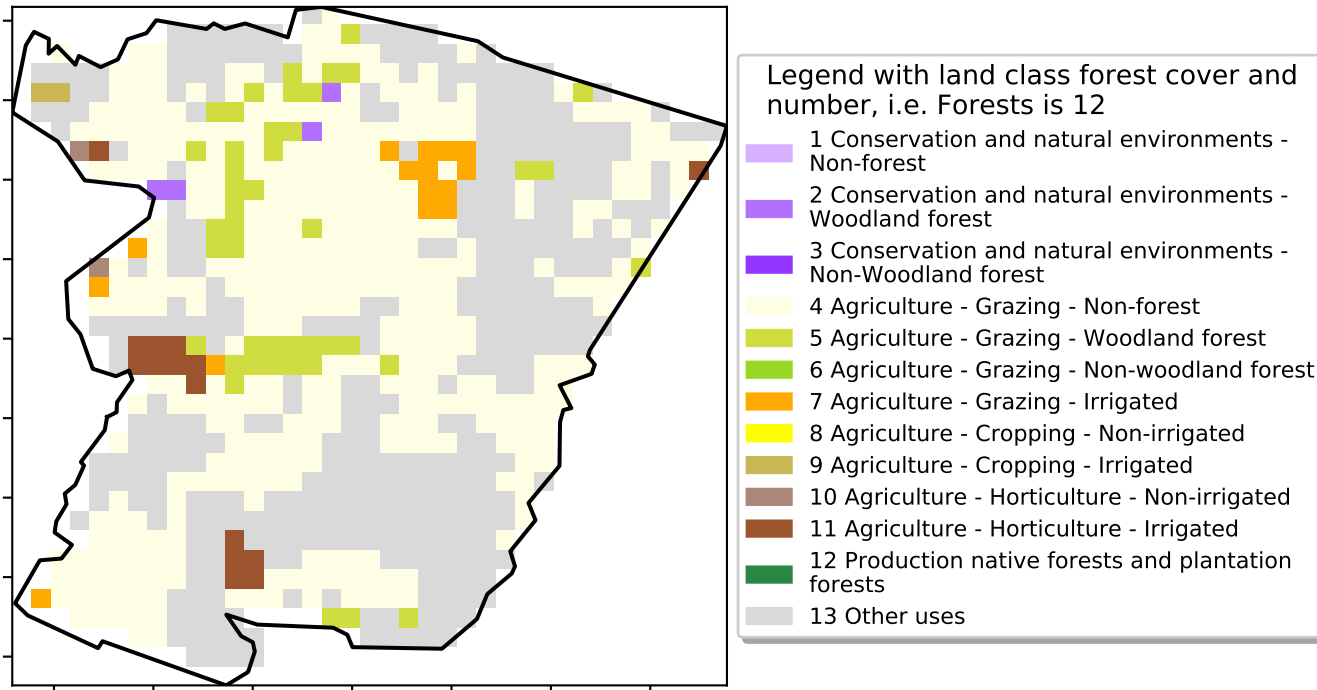 Legend with land class forest cover and
number, i.e. Forests is 12
1 Conservation and natural environments -
Non-forest
2 Conservation and natural environments -
Woodland forest
3 Conservation and natural environments -
Non-Woodland forest
4 Agriculture - Grazing - Non-forest
5 Agriculture - Grazing - Woodland forest
6 Agriculture - Grazing - Non-woodland forest
7 Agriculture - Grazing - Irrigated
8 Agriculture - Cropping - Non-irrigated
9 Agriculture - Cropping - Irrigated
10 Agriculture - Horticulture - Non-irrigated
11 Agriculture - Horticulture - Irrigated
12 Production native forests and plantation
forests
13 Other uses